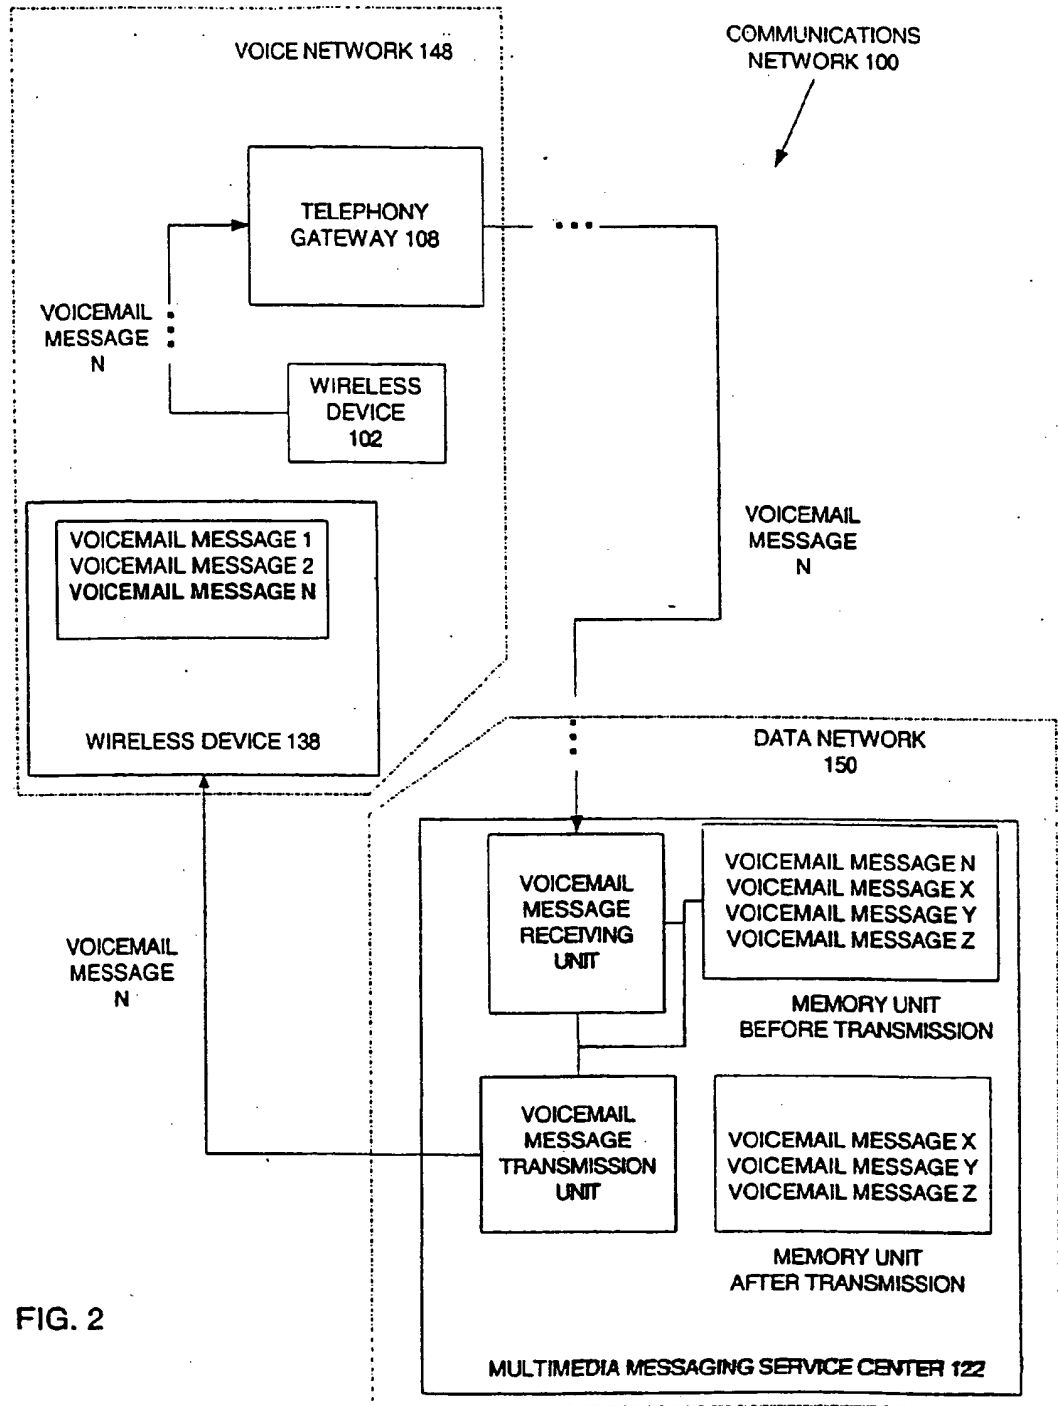 VOICE NETWORK 148
COMMUNICATIONS
NETWORK 100
TELEPHONY
GATEWAY 108
VOICEMAIL
MESSAGE
N
WIRELESS
DEVICE
102
VOICEMAIL MESSAGE 1
VOICEMAIL MESSAGE 2
VOICEMAIL MESSAGE N
WIRELESS DEVICE 138
VOICEMAIL
MESSAGE
N
DATA NETWORK
150
VOICEMAIL
MESSAGE
RECEIVING
UNIT
VOICEMAIL MESSAGE N
VOICEMAIL MESSAGE X
VOICEMAIL MESSAGE Y
VOICEMAIL MESSAGE Z
MEMORY UNIT
BEFORE TRANSMISSION
VOICEMAIL
MESSAGE
N
VOICEMAIL
MESSAGE
TRANSMISSION
UNIT
VOICEMAIL MESSAGE X
VOICEMAIL MESSAGE Y
VOICEMAIL MESSAGE Z
MEMORY UNIT
AFTER TRANSMISSION
FIG. 2
MULTIMEDIA MESSAGING SERVICE CENTER 122